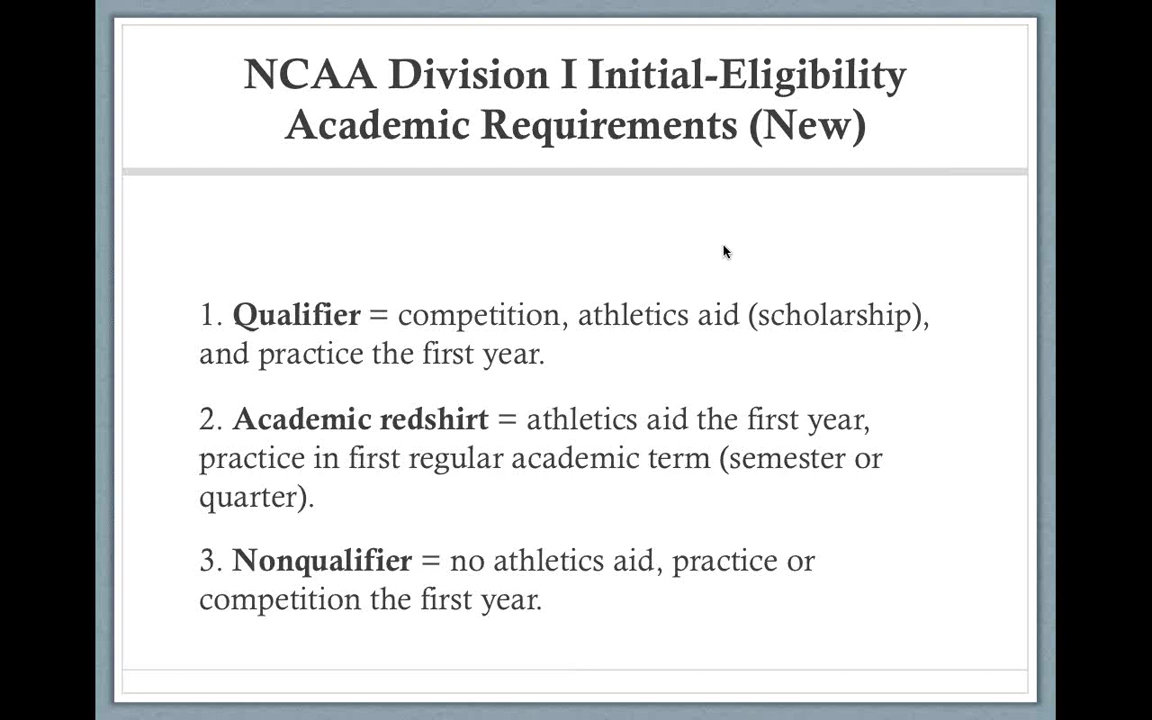 NCAA Division I Initial-Eligibility
Academic Requirements (New)
1. Qualifier = competition, athletics aid (scholarship),
and practice the first year.
2. Academic redshirt = athletics aid the first year,
practice in first regular academic term (semester or
quarter).
3. Nonqualifier = no athletics aid, practice or
competition the first year.